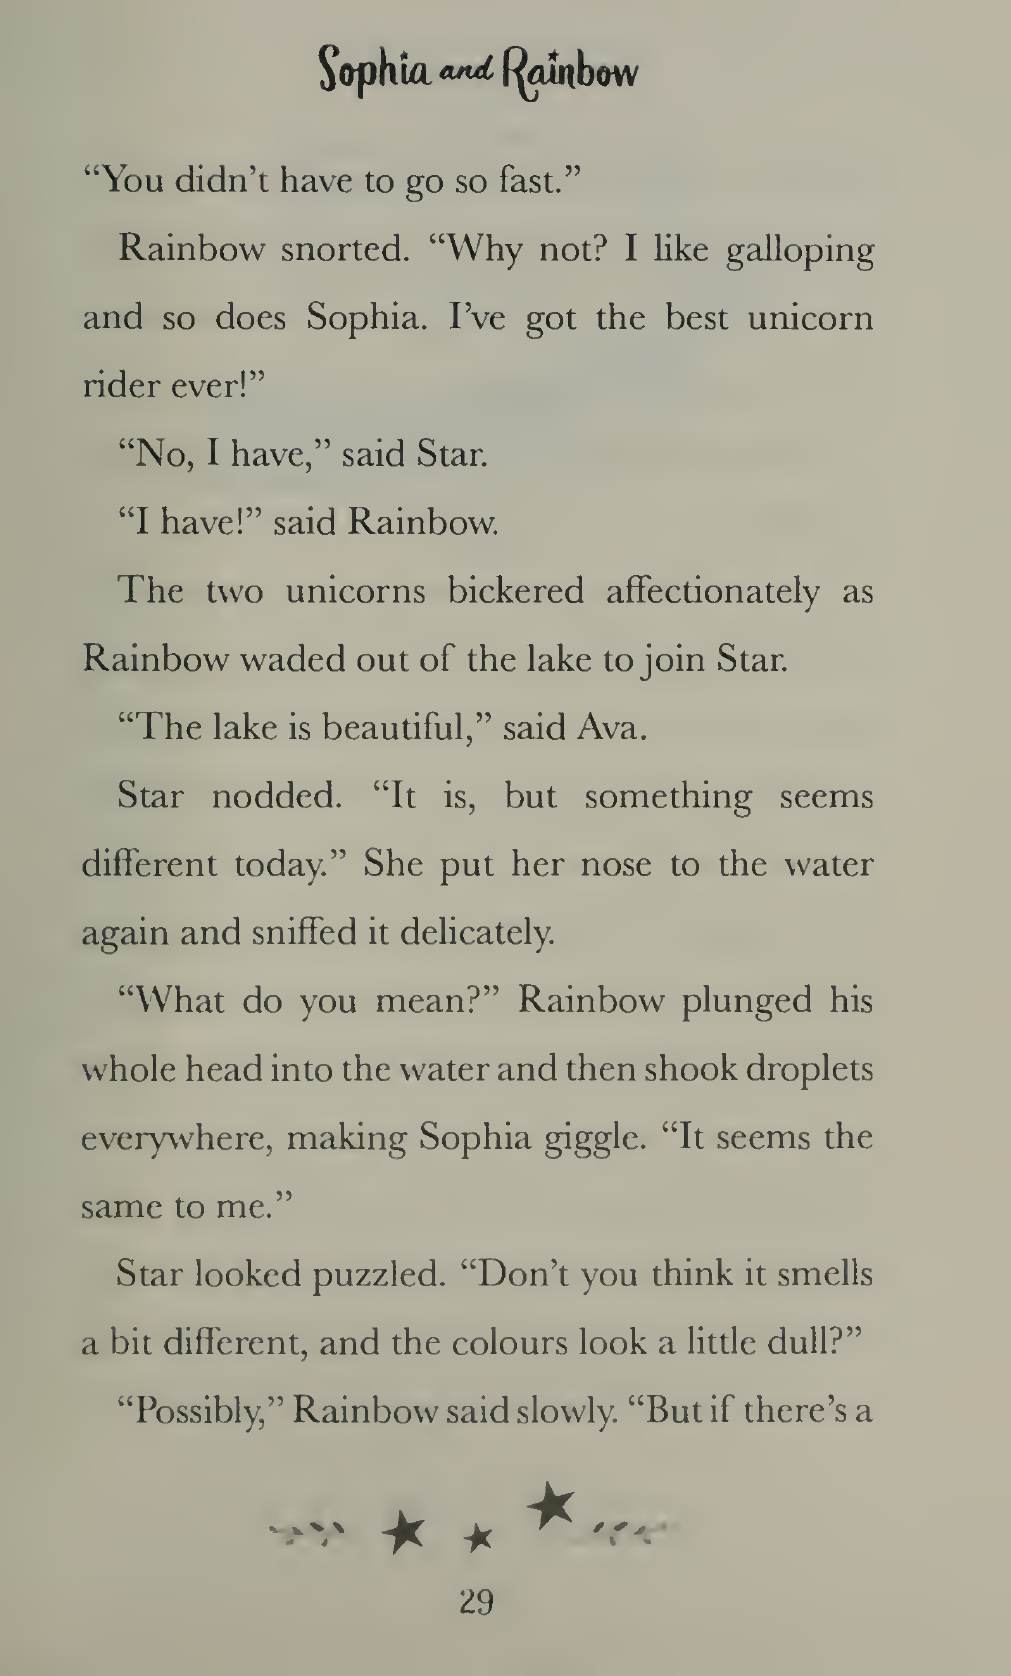 Sophia and Rainbow
“You didn’t have to go so fast.”
Rainbow snorted. “Why not? I like galloping
and so does Sophia. I’ve got the best unicorn
rider ever!”
“No, I have,” said Star.
“I have!” said Rainbow.
The two unicorns bickered affectionately as
Rainbow waded out of the lake to join Star.
“The lake is beautiful,” said Ava.
Star nodded. “It is, but something seems
different today.” She put her nose to the water
again and sniffed it delicately.
“What do you mean?” Rainbow plunged his
whole head into the water and then shook droplets
everywhere, making Sophia giggle. “It seems the
same to me.”
Star looked puzzled. “Don’t you think it smells
a bit different, and the colours look a little dull?”
“Possibly,” Rainbow said slowly. “But if there’s a
29